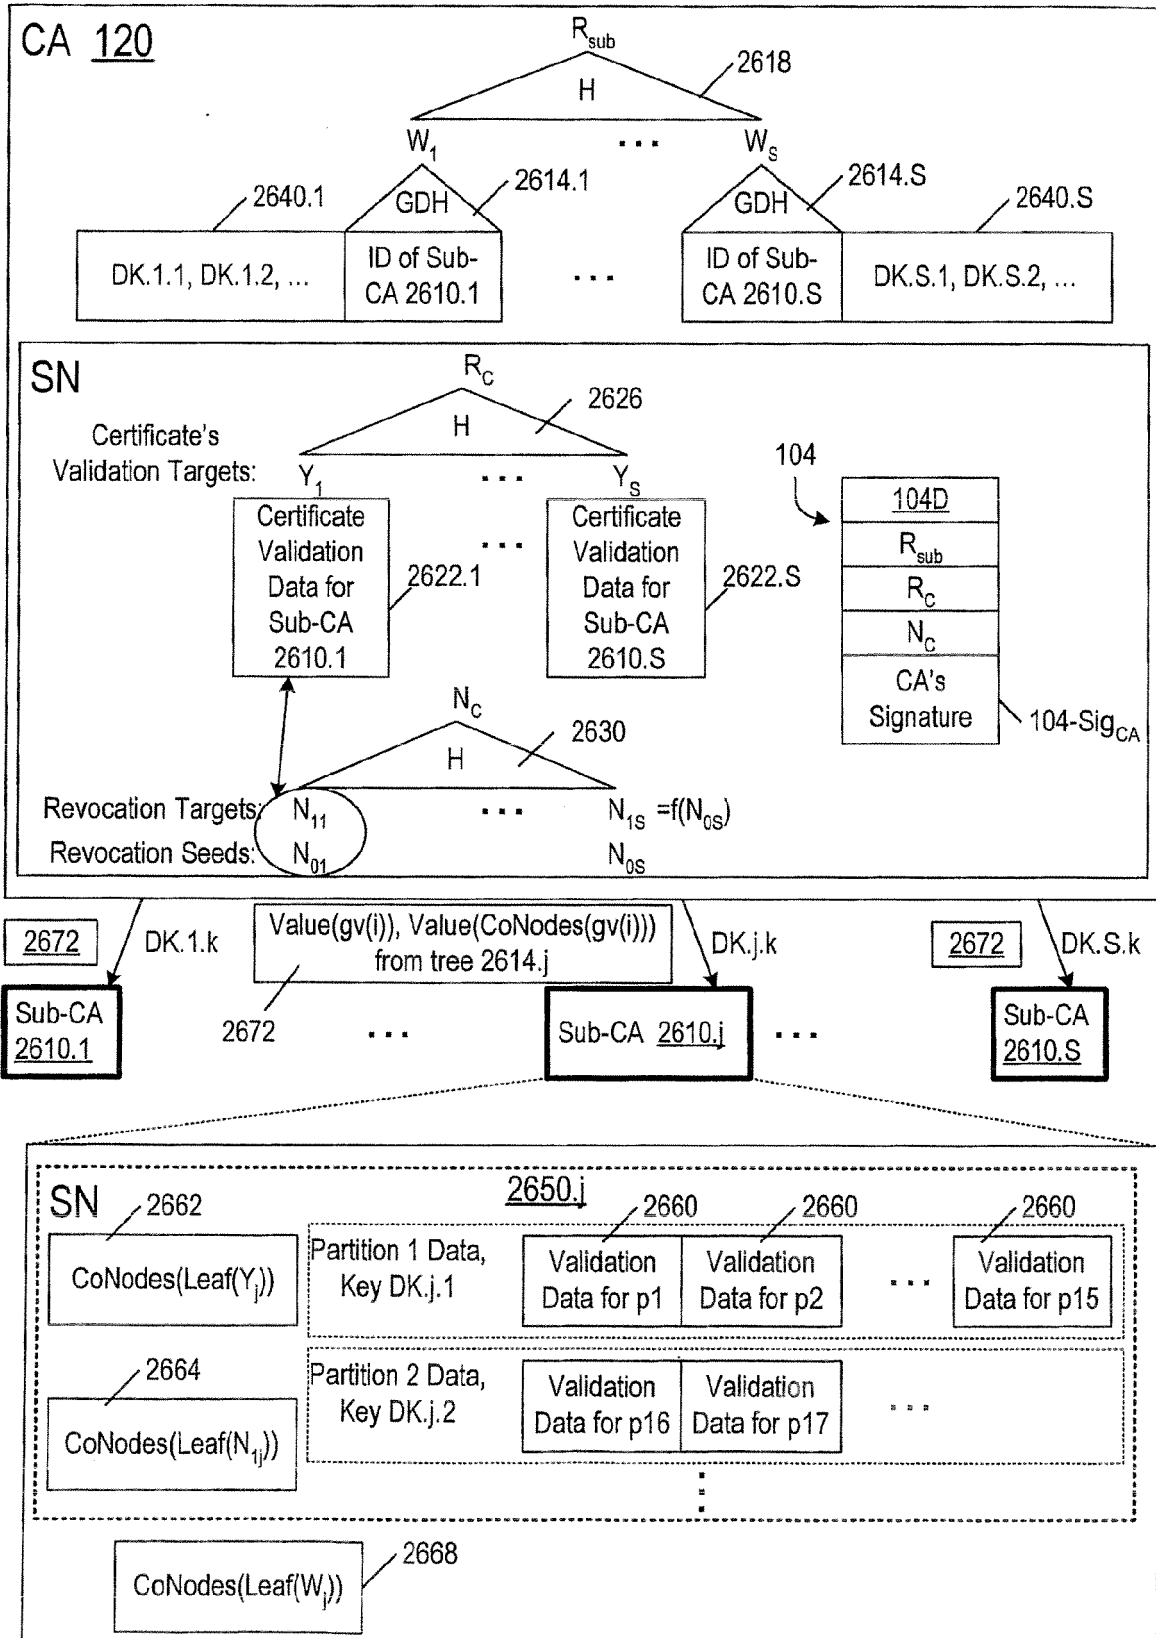 CA 120
R_sub
2618
H
W_1 ... W_S
2640.1
GDH
2614.1
GDH
2614.S
2640.S
DK.1.1, DK.1.2, ...
ID of Sub-
CA 2610.1
...
ID of Sub-
CA 2610.S
DK.S.1, DK.S.2, ...
SN
R_C
2626
H
Certificate's
Validation Targets:
Y_1 ... Y_S
Certificate
Validation
Data for
Sub-CA
2610.1
2622.1
...
Certificate
Validation
Data for
Sub-CA
2610.S
2622.S
104
104D
R_sub
R_C
N_C
CA's
Signature
104-Sig_CA
N_C
2630
H
Revocation Targets: N_11 ... N_1S =f(N_0S)
Revocation Seeds: N_01 N_0S
2672
DK.1.k
Value(gv(i)), Value(CoNodes(gv(i)))
from tree 2614.j
2672
DK.j.k
2672
DK.S.k
Sub-CA
2610.1
...
Sub-CA 2610.j
...
Sub-CA
2610.S
SN
2650.j
2662
CoNodes(Leaf(Y_j))
Partition 1 Data,
Key DK.j.1
2660
2660
2660
Validation
Data for p1
Validation
Data for p2
...
Validation
Data for p15
2664
CoNodes(Leaf(N_1j))
Partition 2 Data,
Key DK.j.2
Validation
Data for p16
Validation
Data for p17
...
2668
CoNodes(Leaf(W_j))